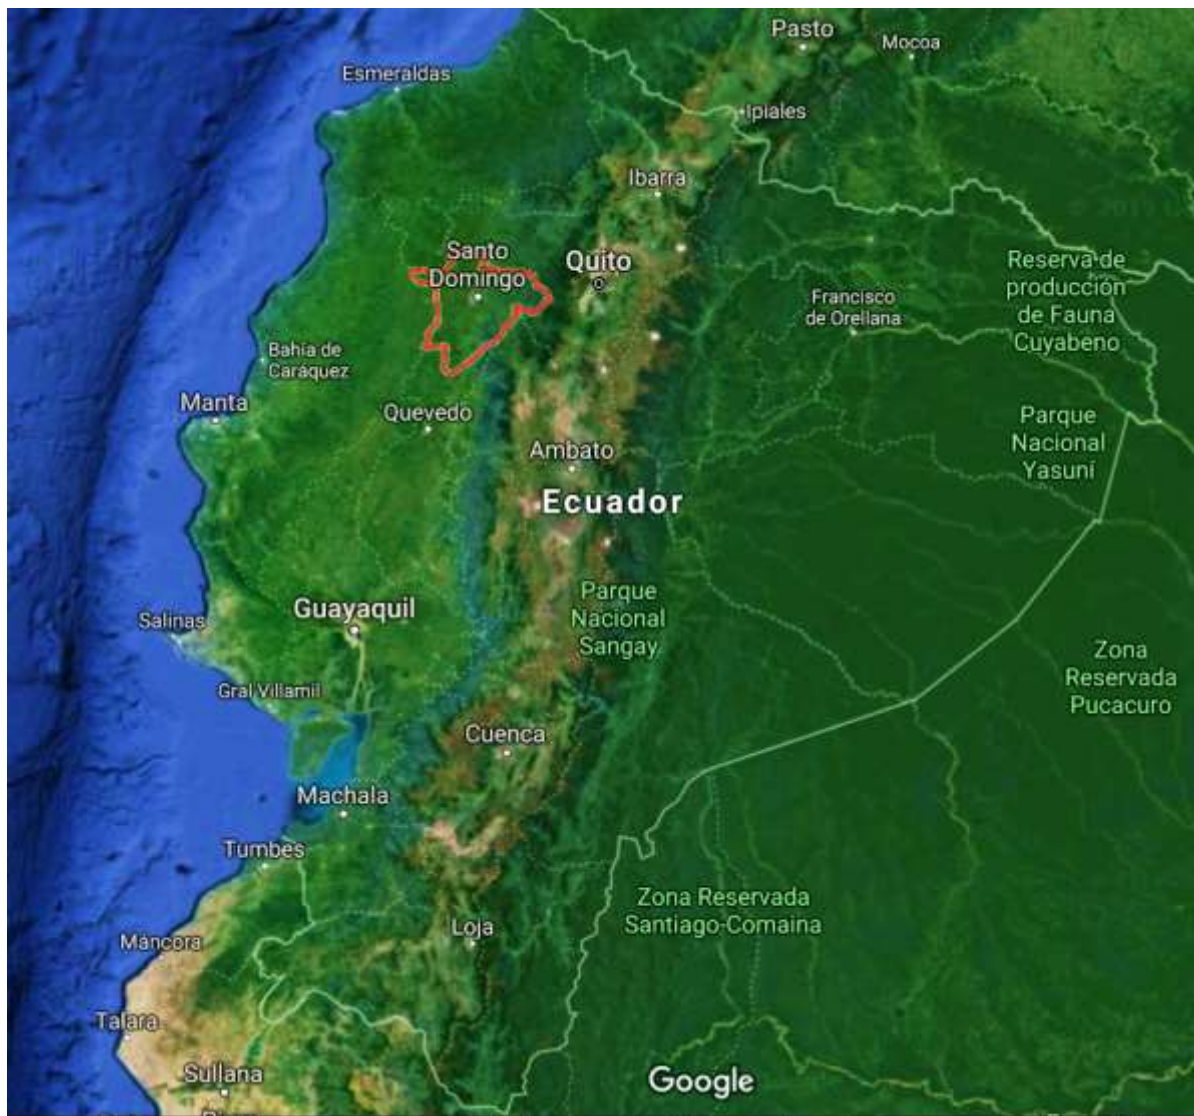 Pasto
Mocoa
Esmeraldas
Ipiales
Ibarra
Santo
Domingo
Quito
Reserva de
producción
de Fauna
Cuyabeno
Francisco
de Orellana
Bahía de
Caráquez
Manta
Quevedo
Parque
Nacional
Yasuní
Ambato
Ecuador
Parque
Nacional
Sangay
Guayaquil
Salinas
Zona
Reservada
Pucacuro
Gral Villamil
Cuenca
Machala
Tumbes
Zona Reservada
Santiago-Comaina
Loja
Máncora
Talara
Sullana
Google